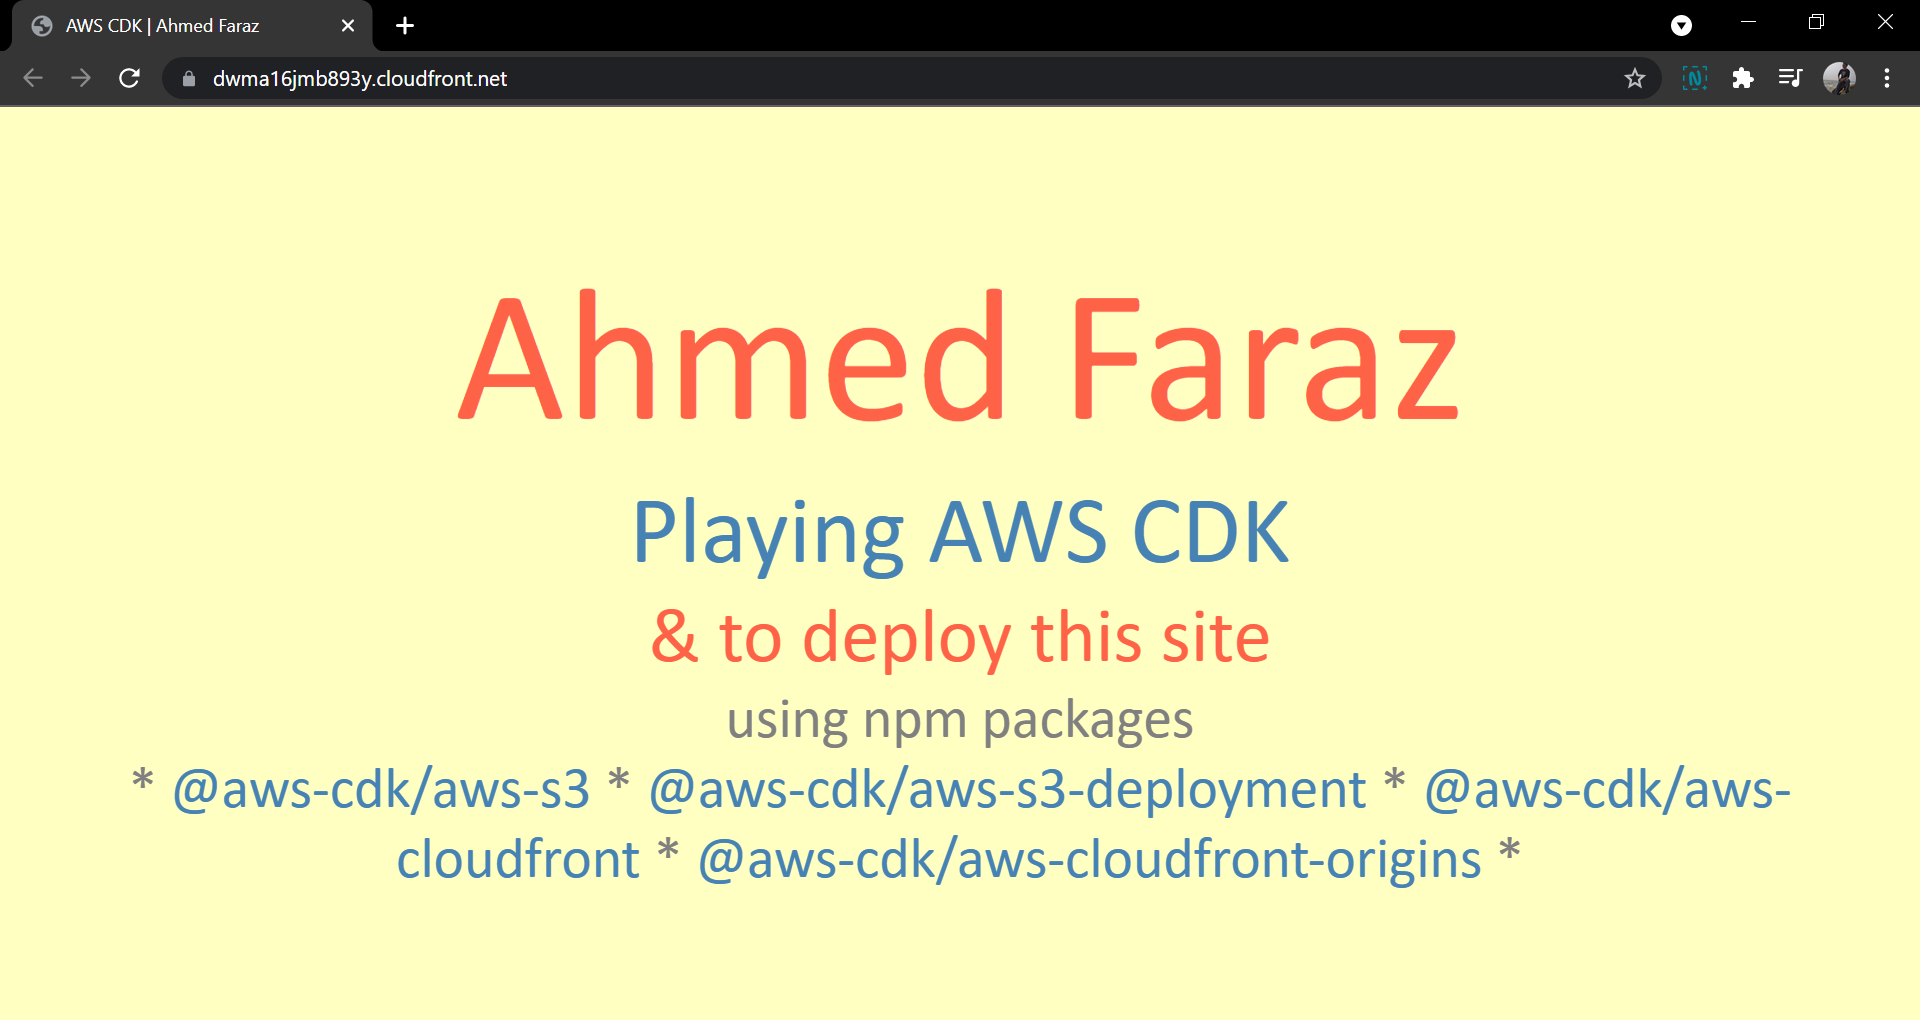 AWS CDK | Ahmed Faraz
dwma16jmb893y.cloudfront.net
Ahmed Faraz
Playing AWS CDK
& to deploy this site
using npm packages
* @aws-cdk/aws-s3 * @aws-cdk/aws-s3-deployment * @aws-cdk/aws-
cloudfront * @aws-cdk/aws-cloudfront-origins *